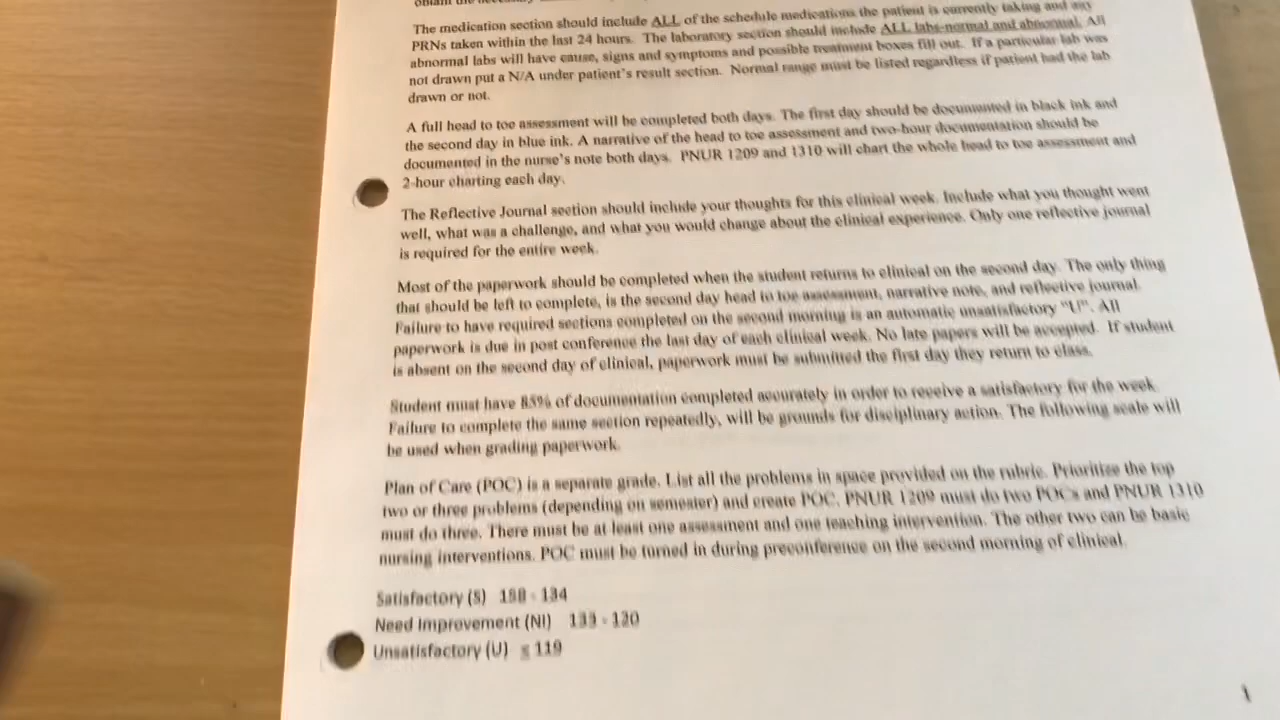 obtain the necessary
The medication section should include ALL of the schedule medications the patient is currently taking and any
PRNs taken within the last 24 hours. The laboratory section should include ALL labs-normal and abnormal. All
abnormal labs will have cause, signs and symptoms and possible treatment boxes fill out. If a particular lab was
not drawn put a N/A under patient's result section. Normal range must be listed regardless if patient had the lab
drawn or not.
A full head to toe assessment will be completed both days. The first day should be documented in black ink and
the second day in blue ink. A narrative of the head to toe assessment and two-hour documentation should be
documented in the nurse's note both days. PNUR 1209 and 1310 will chart the whole head to toe assessment and
2-hour charting each day.
The Reflective Journal section should include your thoughts for this clinical week. Include what you thought went
well, what was a challenge, and what you would change about the clinical experience. Only one reflective journal
is required for the entire week.
Most of the paperwork should be completed when the student returns to clinical on the second day. The only thing
that should be left to complete, is the second day head to toe assessment, narrative note, and reflective journal.
Failure to have required sections completed on the second morning is an automatic unsatisfactory "U". All
paperwork is due in post conference the last day of each clinical week. No late papers will be accepted. If student
is absent on the second day of clinical, paperwork must be submitted the first day they return to class.
Student must have 85% of documentation completed accurately in order to receive a satisfactory for the week.
Failure to complete the same section repeatedly, will be grounds for disciplinary action. The following scale will
be used when grading paperwork.
Plan of Care (POC) is a separate grade. List all the problems in space provided on the rubric. Prioritize the top
two or three problems (depending on semester) and create POC. PNUR 1209 must do two POCs and PNUR 1310
must do three. There must be at least one assessment and one teaching intervention. The other two can be basic
nursing interventions. POC must be turned in during preconference on the second morning of clinical.
Satisfactory (S) 158 - 134
Need Improvement (NI) 133 - 120
Unsatisfactory (U) ≤ 119
1